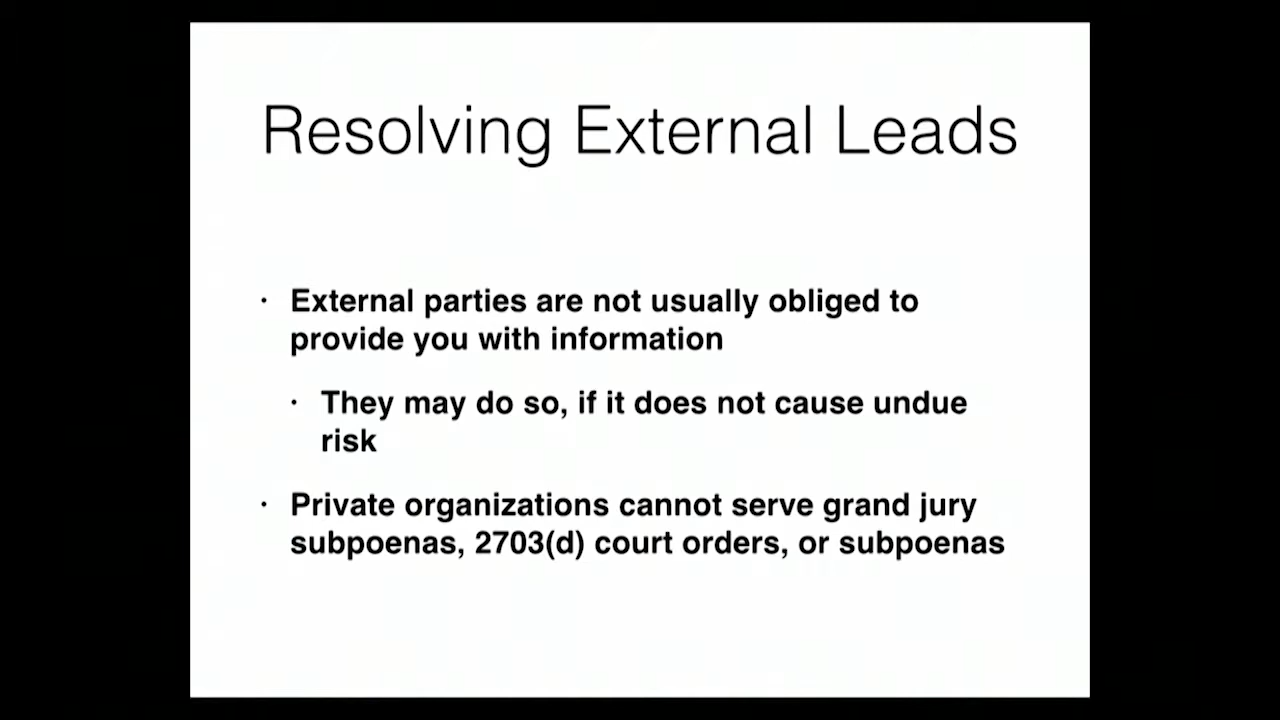 Resolving External Leads
· External parties are not usually obliged to
provide you with information
· They may do so, if it does not cause undue
risk
· Private organizations cannot serve grand jury
subpoenas, 2703(d) court orders, or subpoenas